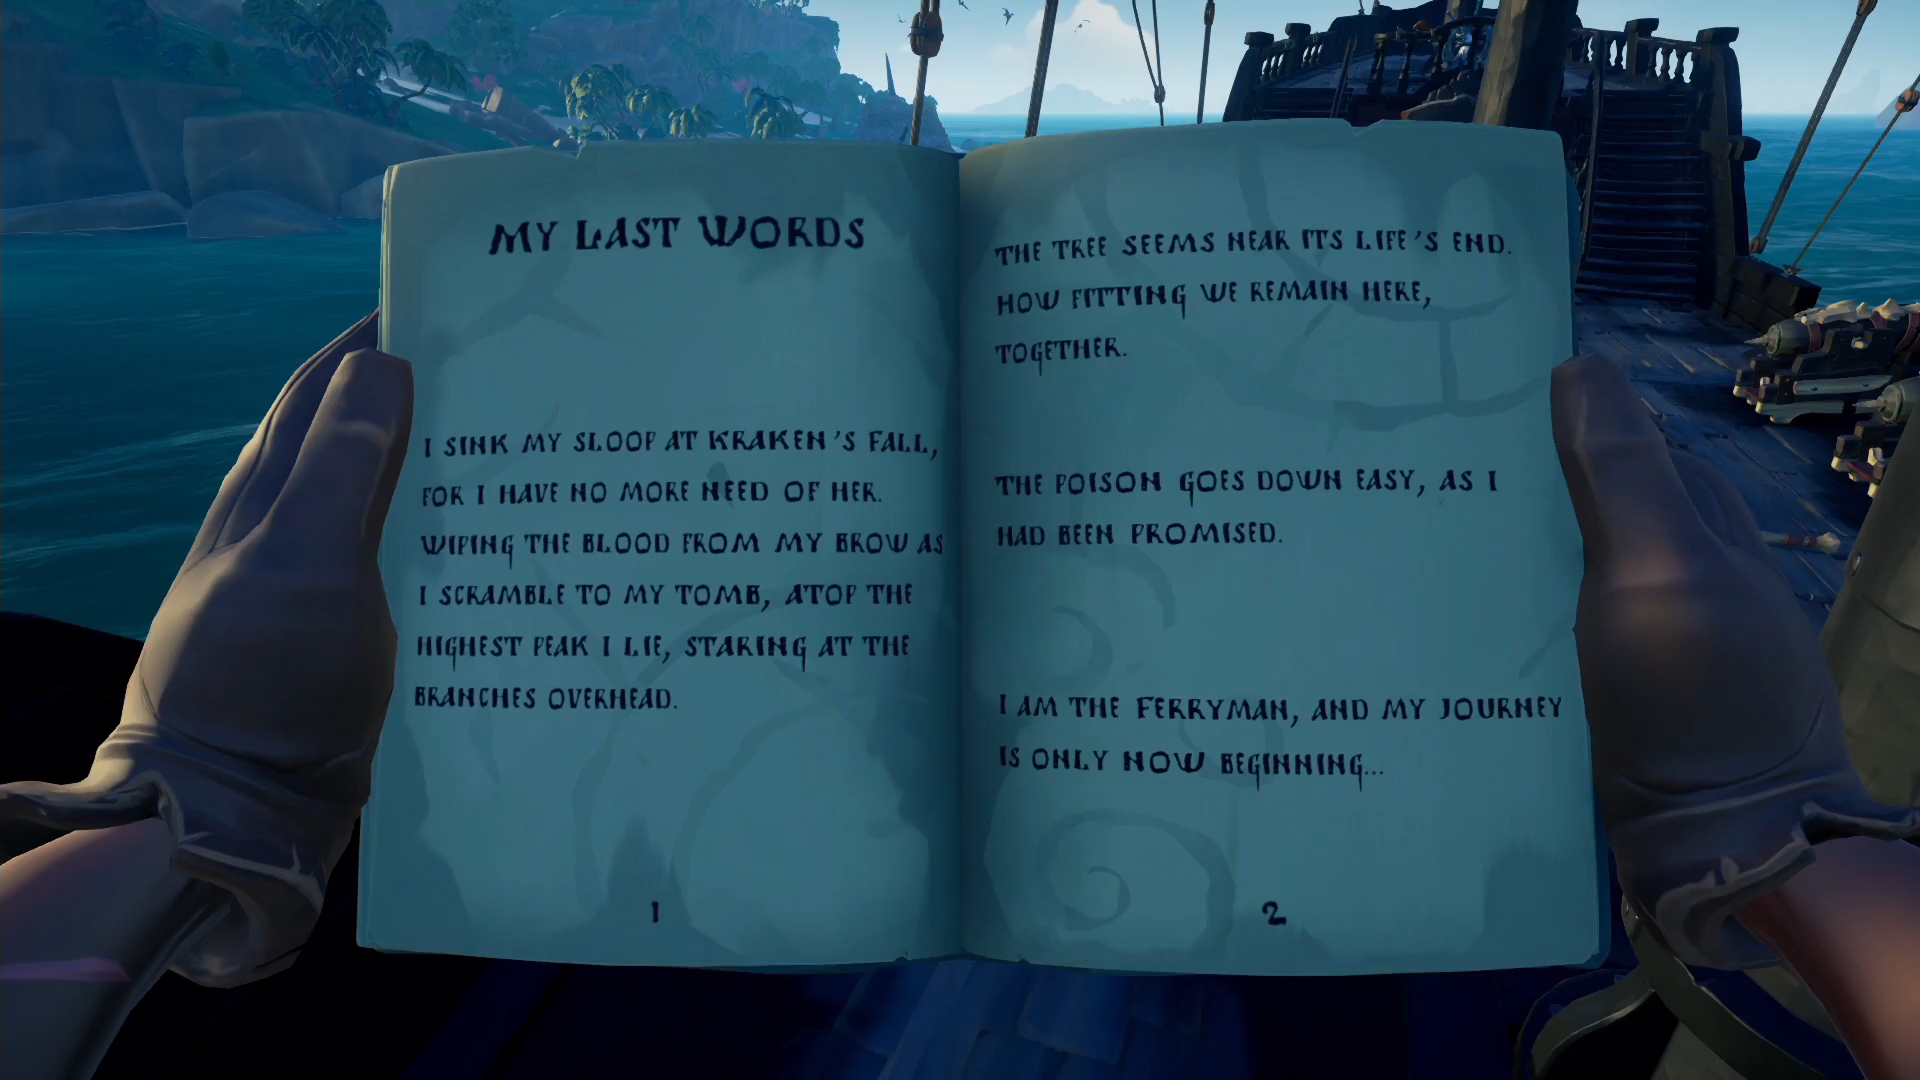 MY LAST WORDS
I SINK MY SLOOP AT KRAKEN'S FALL,
FOR I HAVE NO MORE NEED OF HER.
WIPING THE BLOOD FROM MY BROW AS
I SCRAMBLE TO MY TOMB, ATOP THE
HIGHEST PEAK I LIE, STARING AT THE
BRANCHES OVERHEAD.
1
THE TREE SEEMS NEAR ITS LIFE'S END.
HOW FITTING WE REMAIN HERE,
TOGETHER.
THE POISON GOES DOWN EASY, AS I
HAD BEEN PROMISED.
I AM THE FERRYMAN, AND MY JOURNEY
IS ONLY NOW BEGINNING...
2